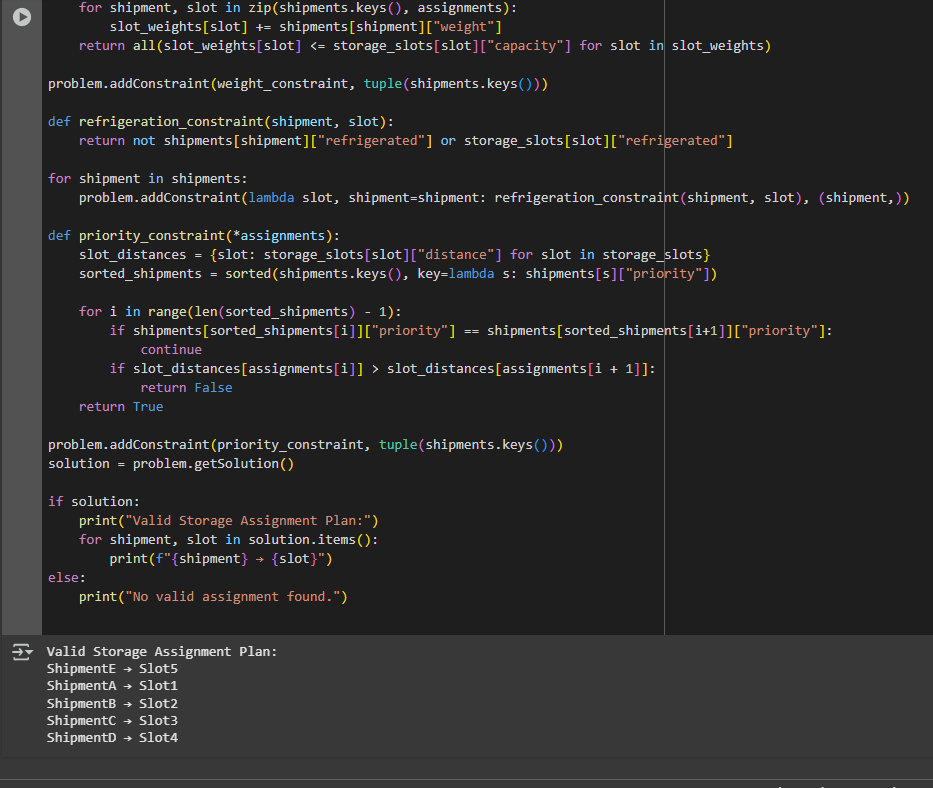 for shipment, slot in zip(shipments.keys(), assignments):
        slot_weights[slot] += shipments[shipment]["weight"]
    return all(slot_weights[slot] <= storage_slots[slot]["capacity"] for slot in slot_weights)

problem.addConstraint(weight_constraint, tuple(shipments.keys()))

def refrigeration_constraint(shipment, slot):
    return not shipments[shipment]["refrigerated"] or storage_slots[slot]["refrigerated"]

for shipment in shipments:
    problem.addConstraint(lambda slot, shipment=shipment: refrigeration_constraint(shipment, slot), (shipment,))

def priority_constraint(*assignments):
    slot_distances = {slot: storage_slots[slot]["distance"] for slot in storage_slots}
    sorted_shipments = sorted(shipments.keys(), key=lambda s: shipments[s]["priority"])

    for i in range(len(sorted_shipments) - 1):
        if shipments[sorted_shipments[i]]["priority"] == shipments[sorted_shipments[i+1]]["priority"]:
            continue
        if slot_distances[assignments[i]] > slot_distances[assignments[i + 1]]:
            return False
    return True

problem.addConstraint(priority_constraint, tuple(shipments.keys()))
solution = problem.getSolution()

if solution:
    print("Valid Storage Assignment Plan:")
    for shipment, slot in solution.items():
        print(f"{shipment} → {slot}")
else:
    print("No valid assignment found.")

Valid Storage Assignment Plan:
ShipmentE → Slot5
ShipmentA → Slot1
ShipmentB → Slot2
ShipmentC → Slot3
ShipmentD → Slot4